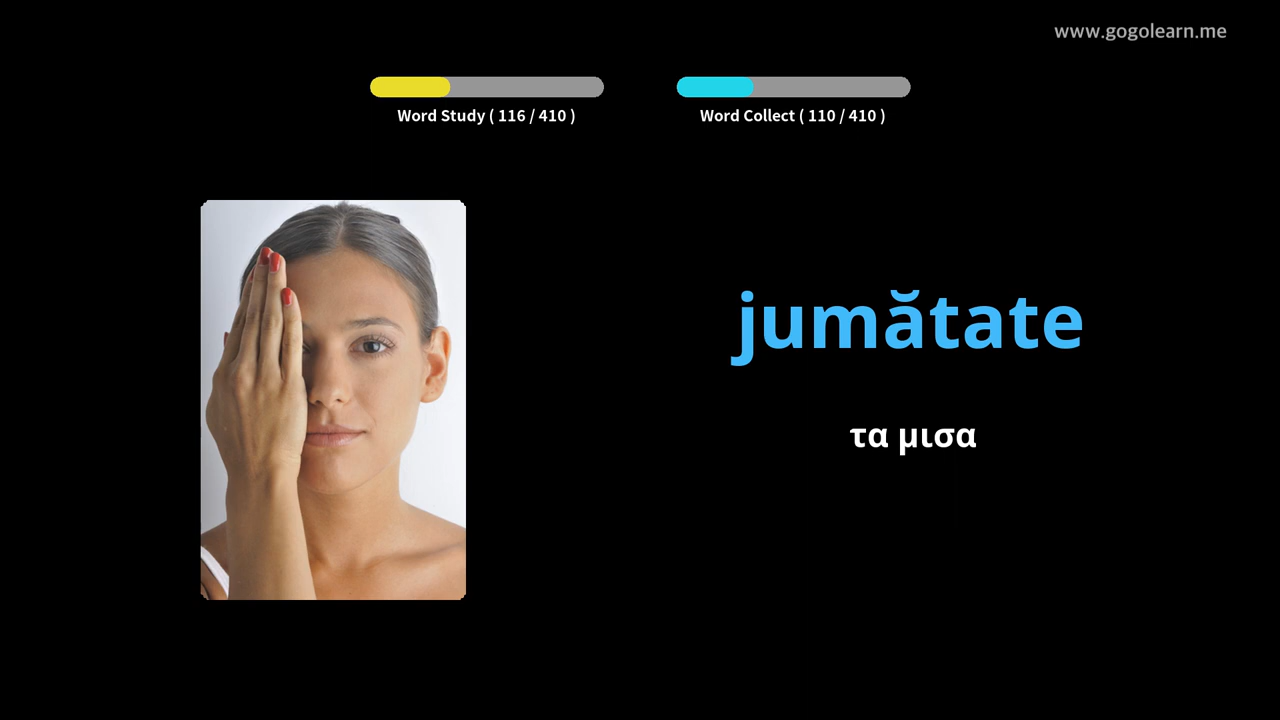 www.gogolearn.me
Word Study ( 116 / 410 )
Word Collect ( 110 / 410 )
jumătate
τα μισα